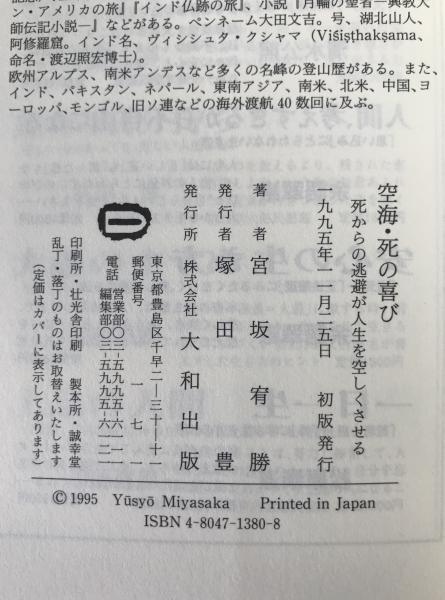 ン・アメリカの旅』『インド仏跡の旅』、小説『月輪の聖者―興教大
師伝記小説―』などがある。ペンネーム大田文吉。号、湖北山人、
阿修羅窟。インド名、ヴィシシュタ・クシャマ(Viśiṣṭhakṣama,
命名・渡辺照宏博士)。
欧州アルプス、南米アンデスなど多くの名峰の登山歴がある。また、
インド、パキスタン、ネパール、東南アジア、南米、北米、中国、ヨ
ーロッパ、モンゴル、旧ソ連などの海外渡航40数回に及ぶ。
空海・死の喜び
死からの逃避が人生を空しくさせる
一九九五年一一月二五日 初版発行
著者 宮坂宥勝
発行者 塚田豊
発行所 株式会社 大和出版
東京都豊島区千早二―三十―十一
郵便番号 一七一
電話 営業部〇三―五九九五―六一一一
編集部〇三―五九九五―六一二一
印刷所・壮光舎印刷 製本所・誠幸堂
乱丁・落丁のものはお取替えいたします
(定価はカバーに表示してあります)
©1995 Yūsyō Miyasaka Printed in Japan
ISBN 4-8047-1380-8